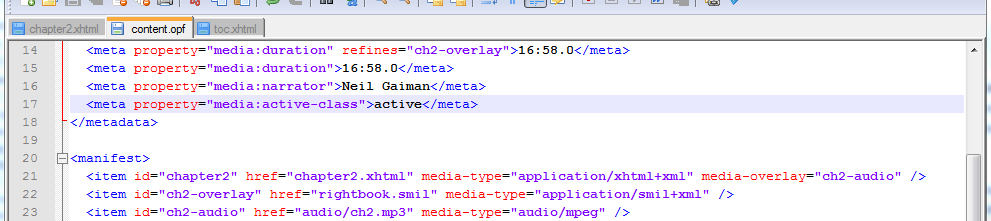 chapter2.xhtml content.opf toc.xhtml
14 <meta property="media:duration" refines="ch2-overlay">16:58.0</meta>
15 <meta property="media:duration">16:58.0</meta>
16 <meta property="media:narrator">Neil Gaiman</meta>
17 <meta property="media:active-class">active</meta>
18 </metadata>
19
20 <manifest>
21 <item id="chapter2" href="chapter2.xhtml" media-type="application/xhtml+xml" media-overlay="ch2-audio" />
22 <item id="ch2-overlay" href="rightbook.smil" media-type="application/smil+xml" />
23 <item id="ch2-audio" href="audio/ch2.mp3" media-type="audio/mpeg" />